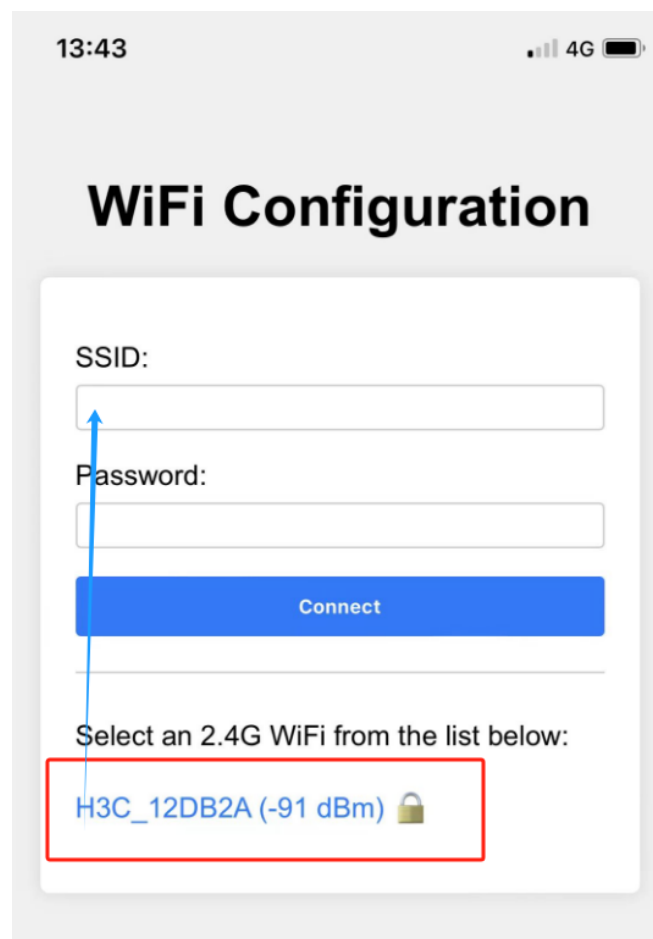 13:43
4G
WiFi Configuration
SSID:
Password:
Connect
Select an 2.4G WiFi from the list below:
H3C_12DB2A (-91 dBm)